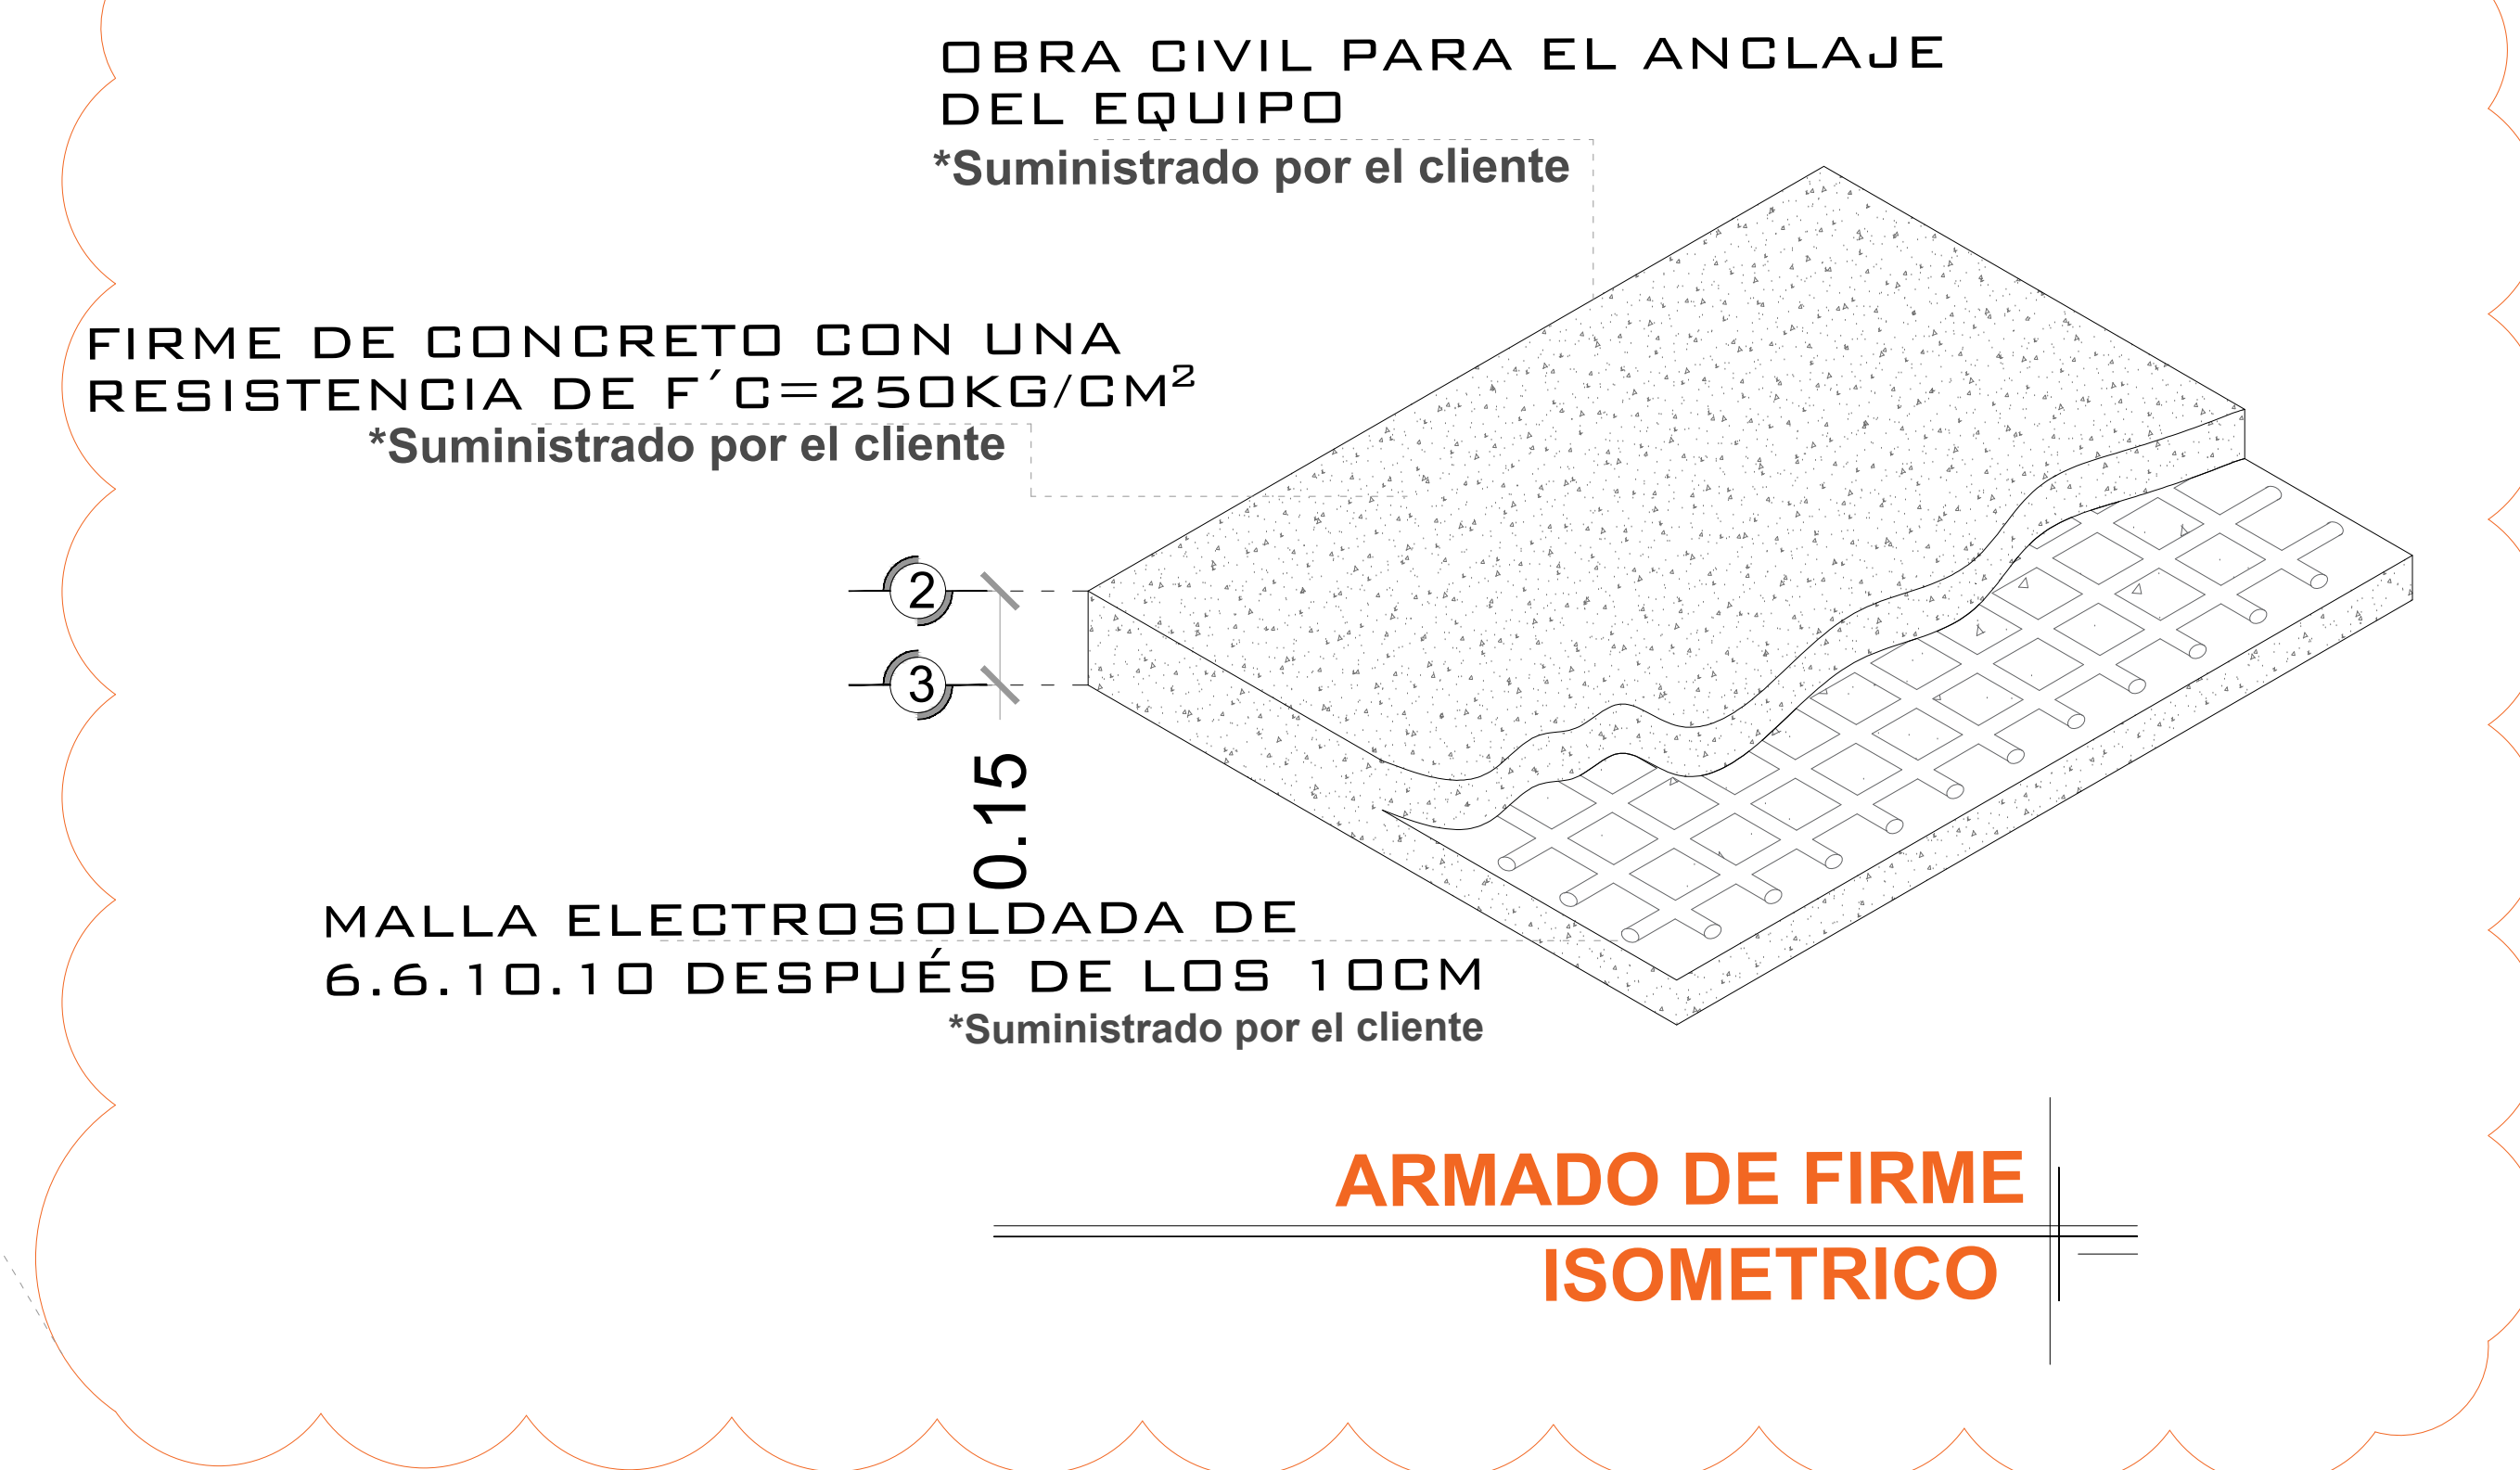 OBRA CIVIL PARA EL ANCLAJE
DEL EQUIPO
*Suministrado por el cliente
FIRME DE CONCRETO CON UNA
RESISTENCIA DE F´C=250KG/CM²
*Suministrado por el cliente
2
3
0.15
MALLA ELECTROSOLDADA DE
6.6.10.10 DESPUÉS DE LOS 10CM
*Suministrado por el cliente
ARMADO DE FIRME
ISOMETRICO